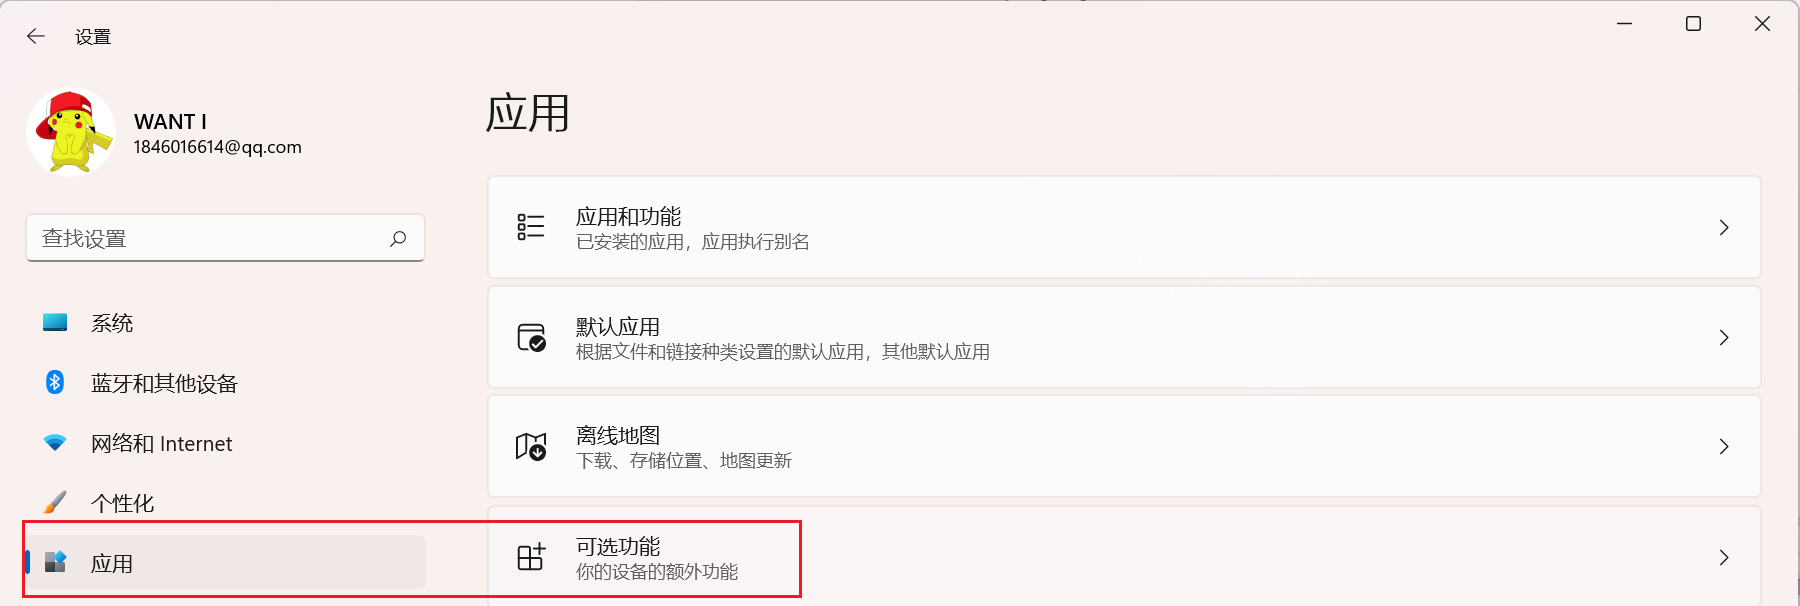 设置
WANT I
1846016614@qq.com
查找设置
系统
蓝牙和其他设备
网络和 Internet
个性化
应用
应用
应用和功能
已安装的应用，应用执行别名
默认应用
根据文件和链接种类设置的默认应用，其他默认应用
离线地图
下载、存储位置、地图更新
可选功能
你的设备的额外功能